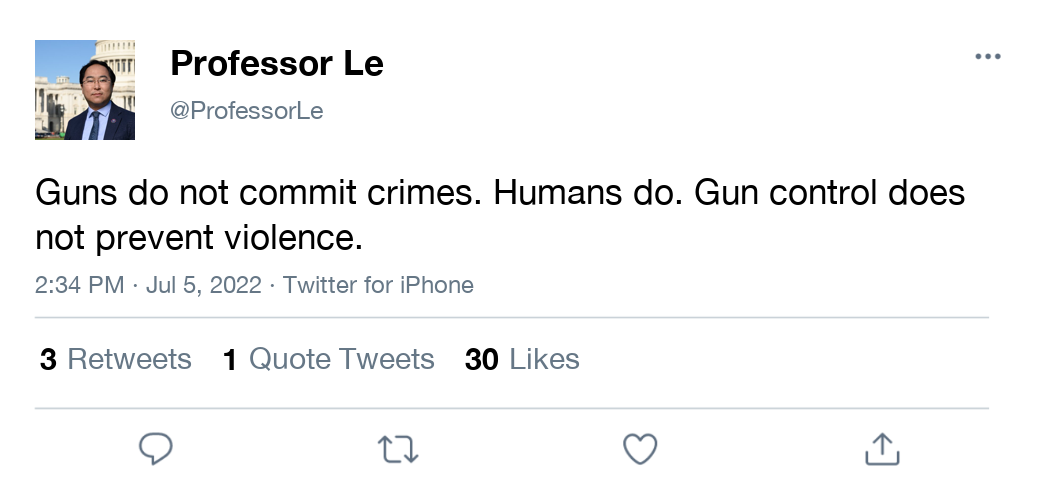 Professor Le
@ProfessorLe
Guns do not commit crimes. Humans do. Gun control does
not prevent violence.
2:34 PM · Jul 5, 2022 · Twitter for iPhone
3 Retweets 1 Quote Tweets 30 Likes